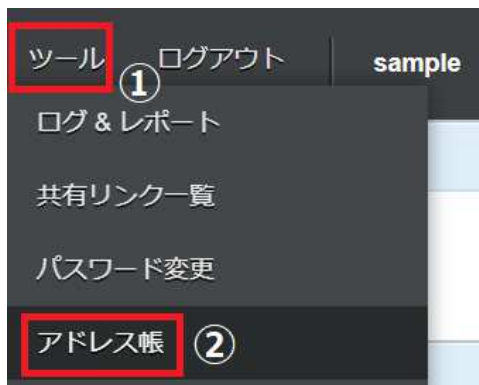 ツール ① ログアウト sample
ログ & レポート
共有リンク一覧
パスワード変更
アドレス帳 ②